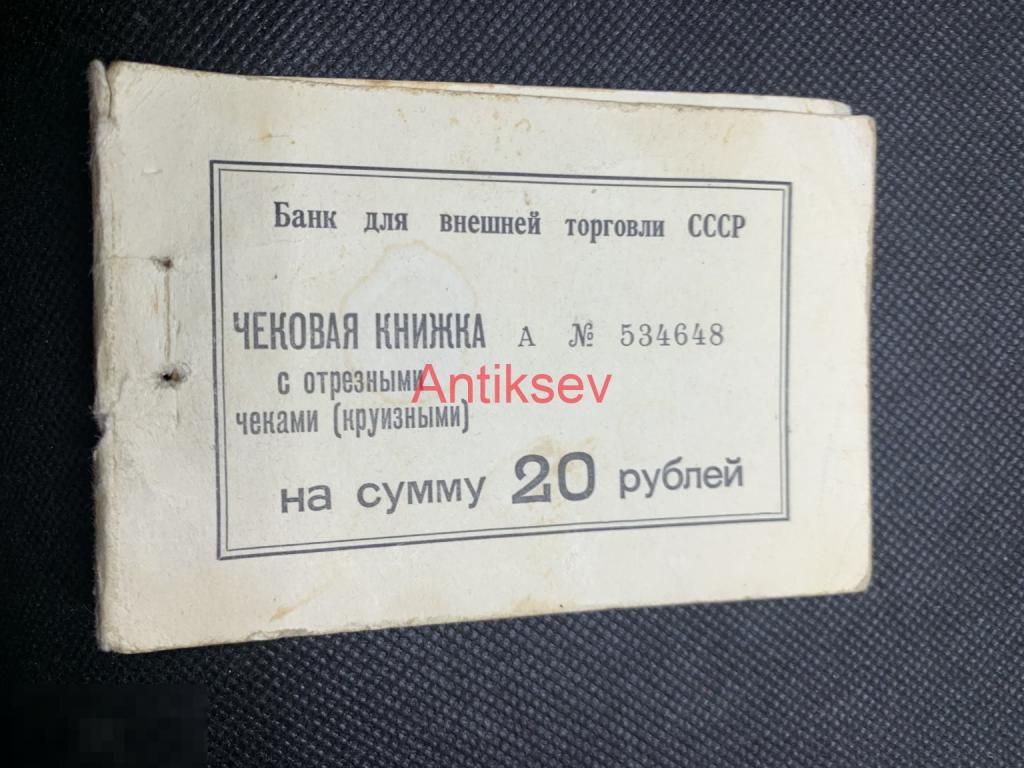 Банк для внешней торговли СССР
ЧЕКОВАЯ КНИЖКА А № 534648
с отрезными
чеками (круизными)
Antiksev
на сумму 20 рублей